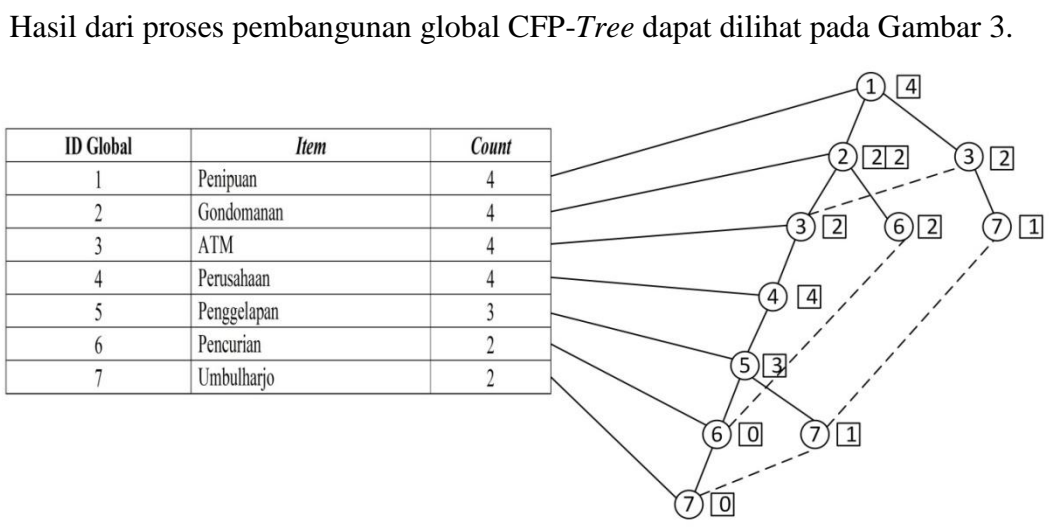 Hasil dari proses pembangunan global CFP-Tree dapat dilihat pada Gambar 3.
ID Global Item Count
1 Penipuan 4
2 Gondomanan 4
3 ATM 4
4 Perusahaan 4
5 Penggelapan 3
6 Pencurian 2
7 Umbulharjo 2
1 4
2 2 2 3 2
3 2 6 2 7 1
4 4
5 3
6 0 7 1
7 0